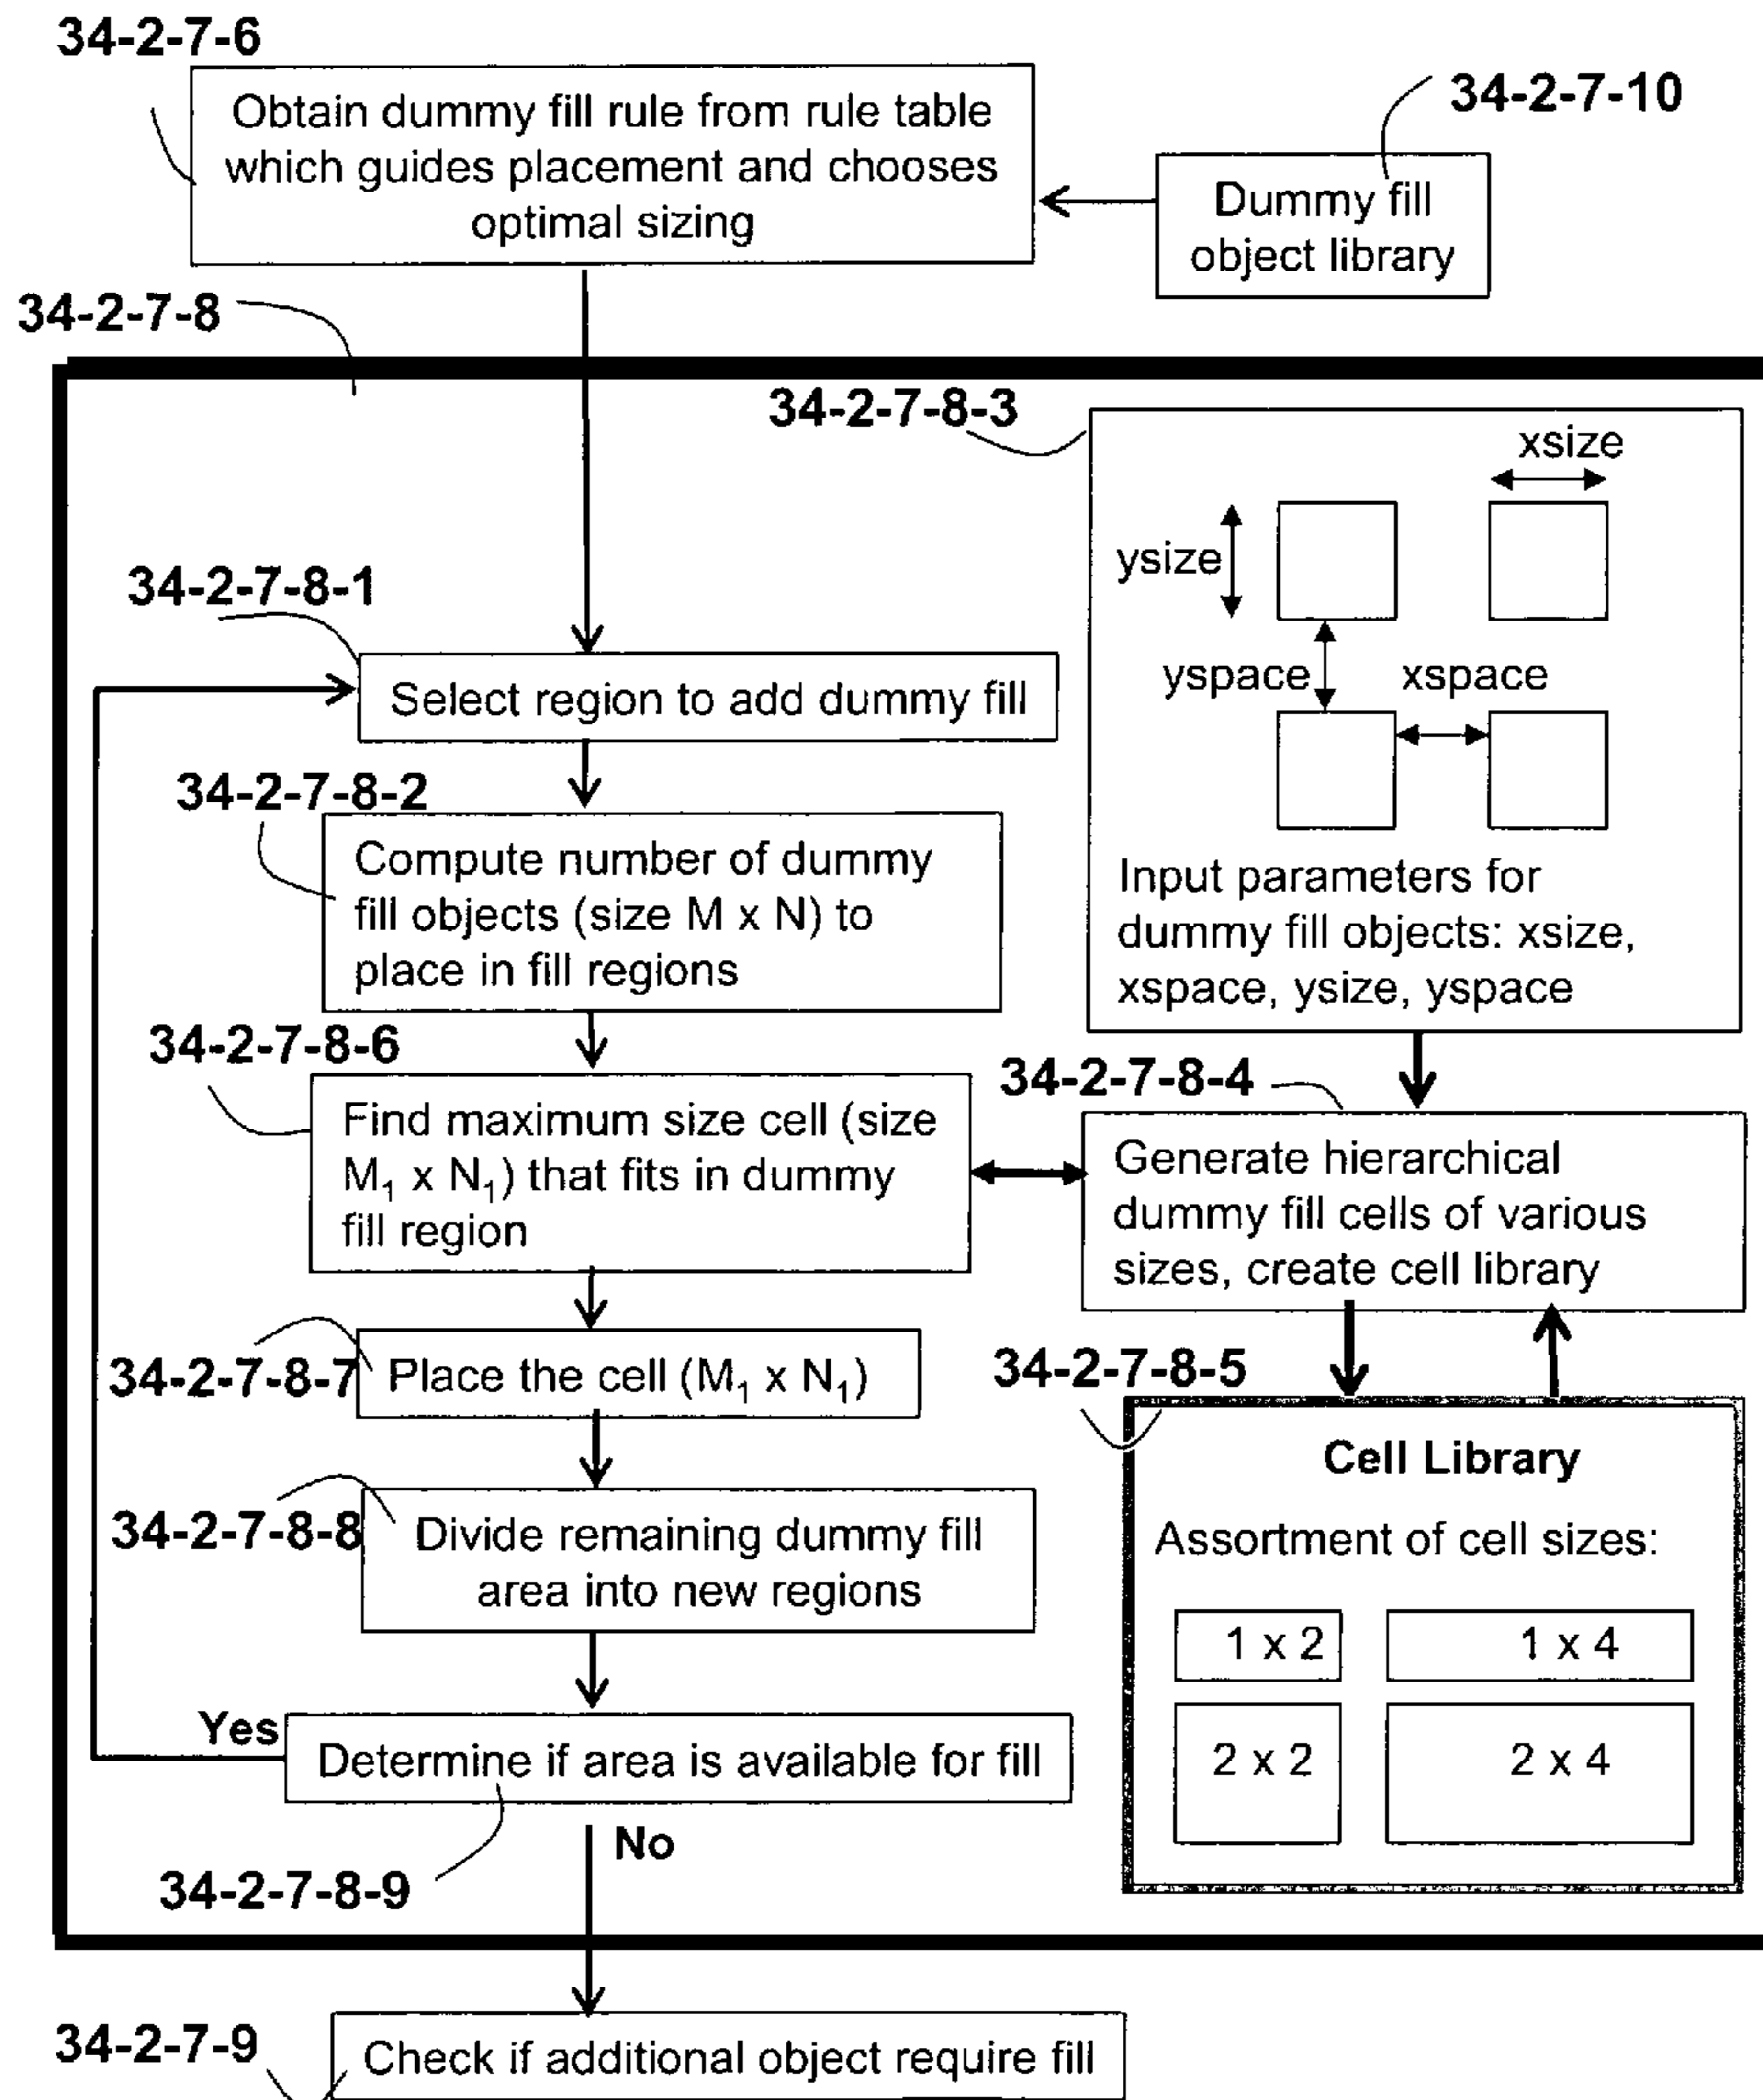 34-2-7-6
Obtain dummy fill rule from rule table
which guides placement and chooses
optimal sizing
34-2-7-10
Dummy fill
object library
34-2-7-8
34-2-7-8-3
xsize
ysize
yspace
xspace
Input parameters for
dummy fill objects: xsize,
xspace, ysize, yspace
34-2-7-8-1
Select region to add dummy fill
34-2-7-8-2
Compute number of dummy
fill objects (size M x N) to
place in fill regions
34-2-7-8-6
Find maximum size cell (size
M₁ x N₁) that fits in dummy
fill region
34-2-7-8-4
Generate hierarchical
dummy fill cells of various
sizes, create cell library
34-2-7-8-7
Place the cell (M₁ x N₁)
34-2-7-8-5
Cell Library
Assortment of cell sizes:
1 x 2
1 x 4
2 x 2
2 x 4
34-2-7-8-8
Divide remaining dummy fill
area into new regions
Yes
Determine if area is available for fill
No
34-2-7-8-9
34-2-7-9
Check if additional object require fill